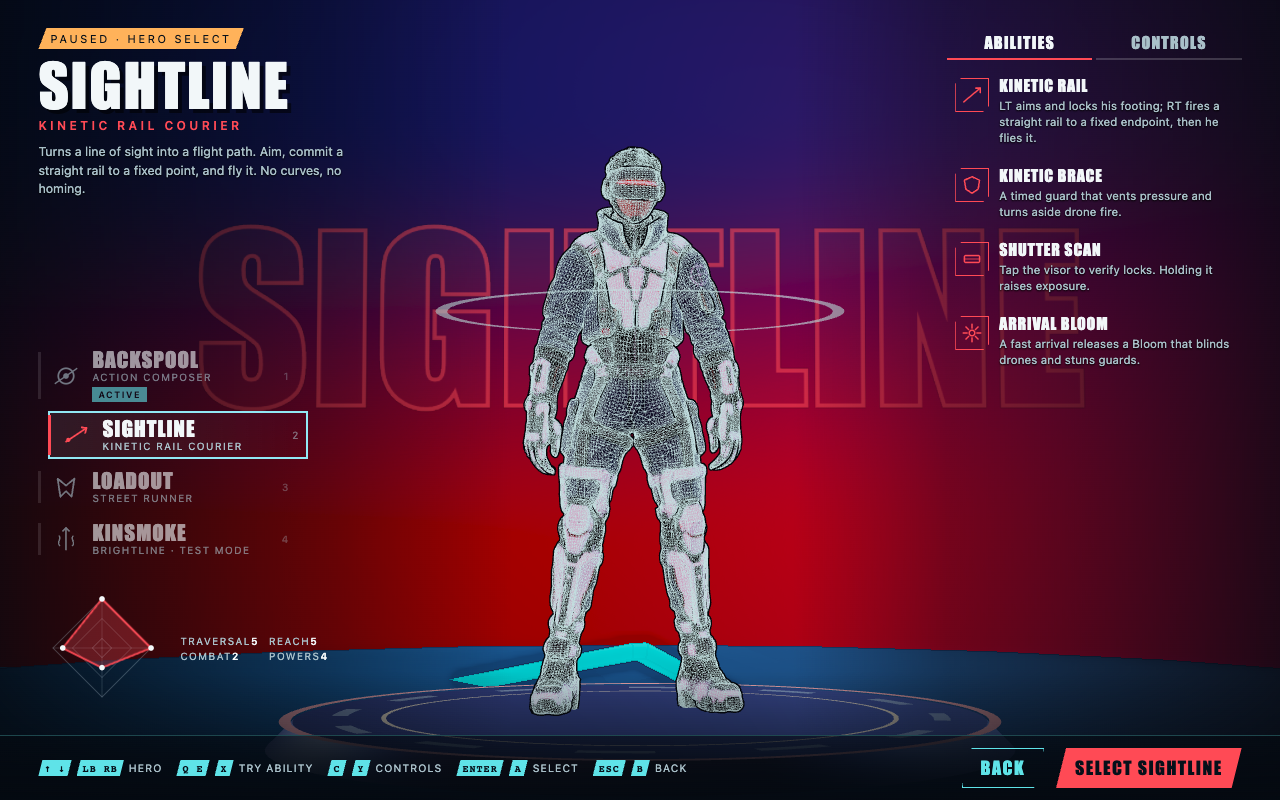 PAUSED · HERO SELECT
SIGHTLINE
KINETIC RAIL COURIER
Turns a line of sight into a flight path. Aim, commit a
straight rail to a fixed point, and fly it. No curves, no
homing.
ABILITIES
CONTROLS
KINETIC RAIL
LT aims and locks his footing; RT fires a
straight rail to a fixed endpoint, then he
flies it.
KINETIC BRACE
A timed guard that vents pressure and
turns aside drone fire.
SHUTTER SCAN
Tap the visor to verify locks. Holding it
raises exposure.
ARRIVAL BLOOM
A fast arrival releases a Bloom that blinds
drones and stuns guards.
SIGHTLINE
BACKSPOOL
ACTION COMPOSER
1
ACTIVE
SIGHTLINE
KINETIC RAIL COURIER
2
LOADOUT
STREET RUNNER
3
KINSMOKE
BRIGHTLINE · TEST MODE
4
TRAVERSAL5 REACH5
COMBAT2 POWERS4
↑ ↓ LB RB HERO Q E X TRY ABILITY C Y CONTROLS ENTER A SELECT ESC B BACK
BACK
SELECT SIGHTLINE